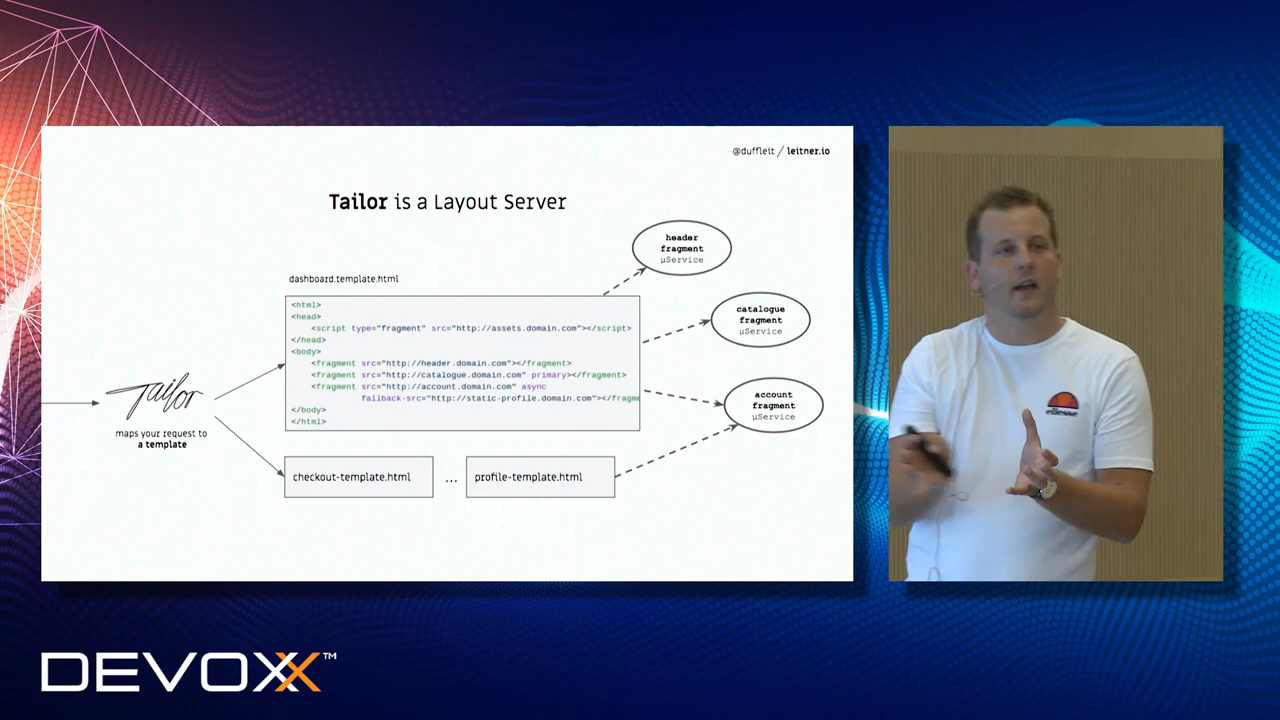 @duffleit / leitner.io
Tailor is a Layout Server
header
fragment
µService
dashboard.template.html
<html>
<head>
<script type="fragment" src="http://assets.domain.com"></script>
</head>
<body>
<fragment src="http://header.domain.com"></fragment>
<fragment src="http://catalogue.domain.com" primary></fragment>
<fragment src="http://account.domain.com" async
fallback-src="http://static-profile.domain.com"></fragme
</body>
</html>
catalogue
fragment
µService
account
fragment
µService
Tailor
maps your request to
a template
checkout-template.html ... profile-template.html
ellesse
DEVOXX™